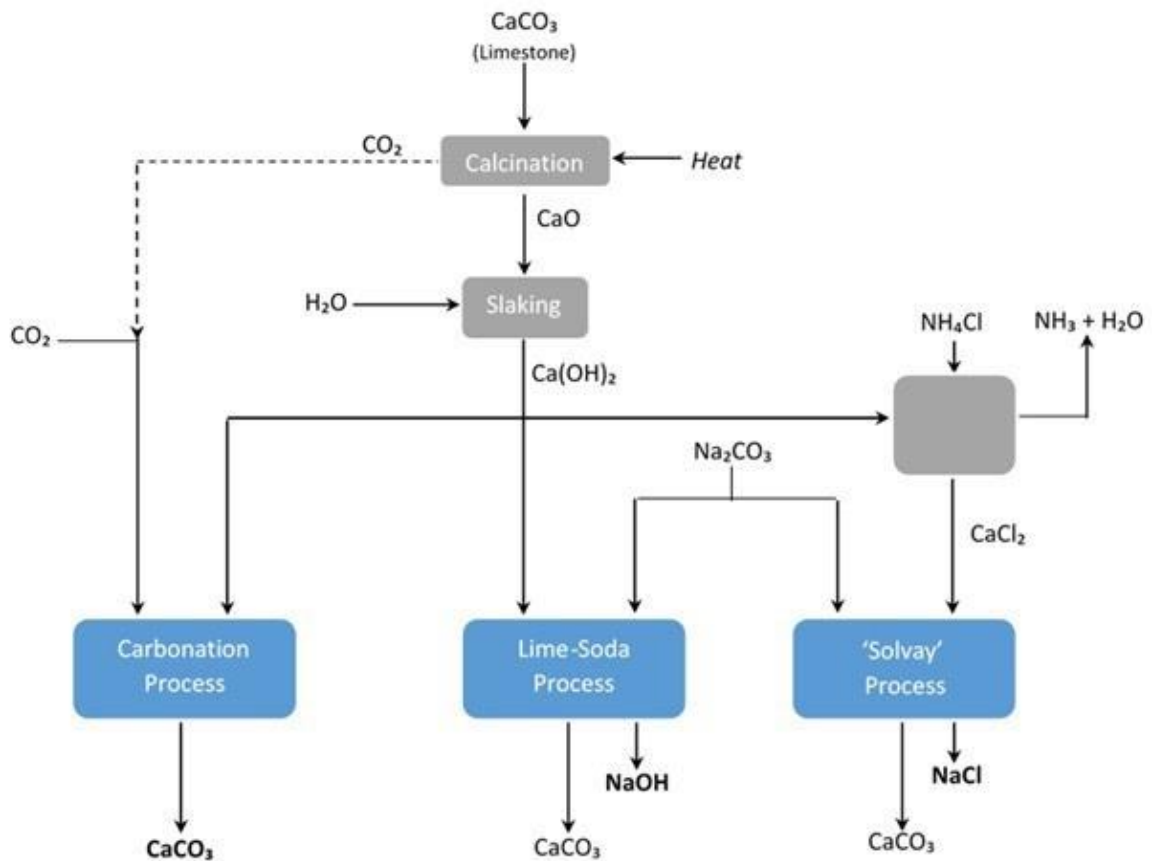 CaCO₃
(Limestone)
CO₂
Calcination
Heat
CaO
H₂O
Slaking
CO₂
NH₄Cl
NH₃ + H₂O
Ca(OH)₂
Na₂CO₃
CaCl₂
Carbonation
Process
Lime-Soda
Process
‘Solvay’
Process
NaOH
NaCl
CaCO₃
CaCO₃
CaCO₃